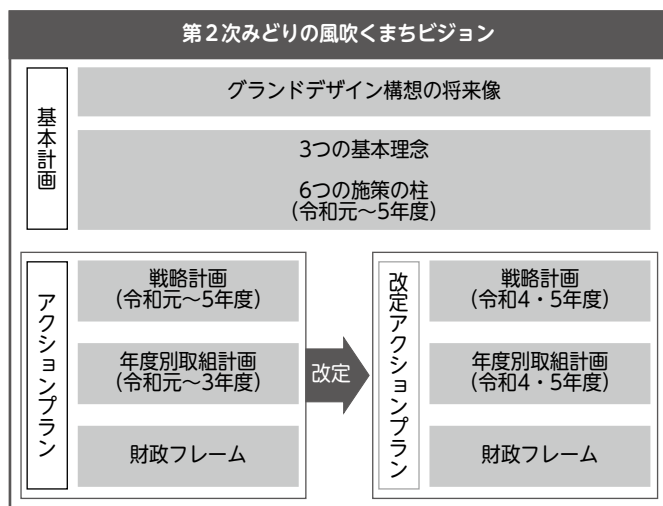 第２次みどりの風吹くまちビジョン
基本計画
グランドデザイン構想の将来像
3つの基本理念
6つの施策の柱
(令和元～5年度)
アクションプラン
戦略計画
(令和元～5年度)
年度別取組計画
(令和元～3年度)
財政フレーム
改定
改定アクションプラン
戦略計画
(令和4・5年度)
年度別取組計画
(令和4・5年度)
財政フレーム